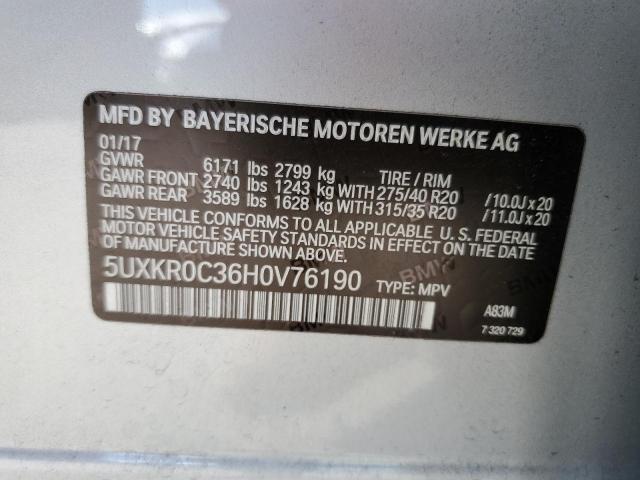 MFD BY BAYERISCHE MOTOREN WERKE AG
01/17
GVWR 6171 lbs 2799 kg TIRE / RIM
GAWR FRONT 2740 lbs 1243 kg WITH 275/40 R20 /10.0J x 20
GAWR REAR 3589 lbs 1628 kg WITH 315/35 R20 /11.0J x 20
THIS VEHICLE CONFORMS TO ALL APPLICABLE U.S. FEDERAL
MOTOR VEHICLE SAFETY STANDARDS IN EFFECT ON THE DATE
OF MANUFACTURE SHOWN ABOVE.
5UXKR0C36H0V76190 TYPE: MPV
A83M
7 320 729